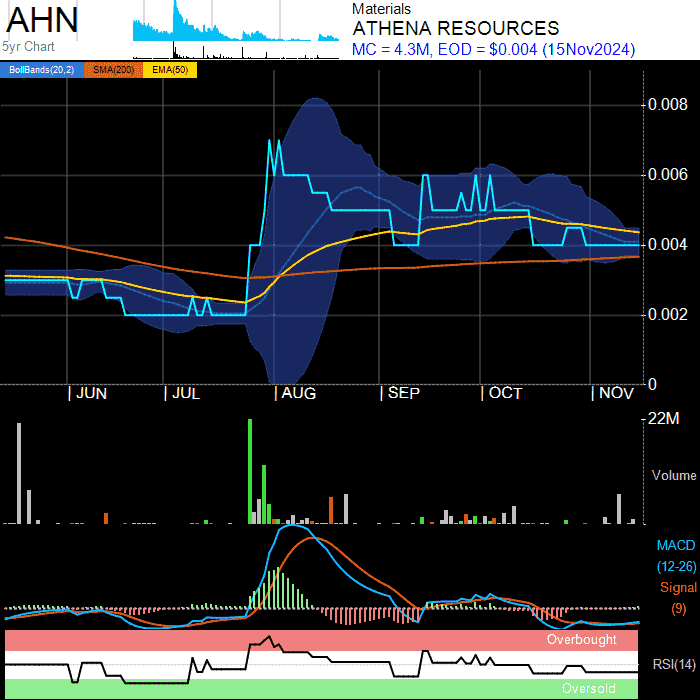 AHN
5yr Chart
Materials
ATHENA RESOURCES
MC = 4.3M, EOD = $0.004 (15Nov2024)
BollBands(20,2) SMA(200) EMA(50)
0.008
0.006
0.004
0.002
0
JUN JUL AUG SEP OCT NOV
22M
Volume
MACD
(12-26)
Signal
(9)
Overbought
RSI(14)
Oversold